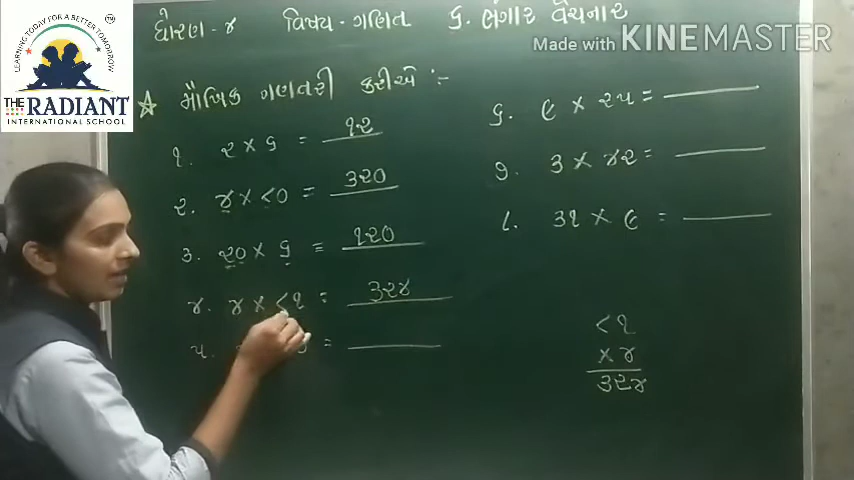 LEARNING TODAY FOR A BETTER TOMORROW
THE RADIANT
INTERNATIONAL SCHOOL
Made with KINEMASTER
ધોરણ - ૪ વિષય - ગણિત ૬. ભંગાર વેચનાર
મૌખિક ગણતરી કરીએ :-
૧. ૨ × ૬ = ૧૨
૨. ૪ × ૮૦ = ૩૨૦
૩. ૨૦ × ૬ = ૧૨૦
૪. ૪ × ૮૧ = ૩૨૪
૫. =
૬. ૯ × ૨૫ =
૭. ૩ × ૪૨ =
૮. ૩૧ × ૯ =
૮૧
×૪
૩૨૪